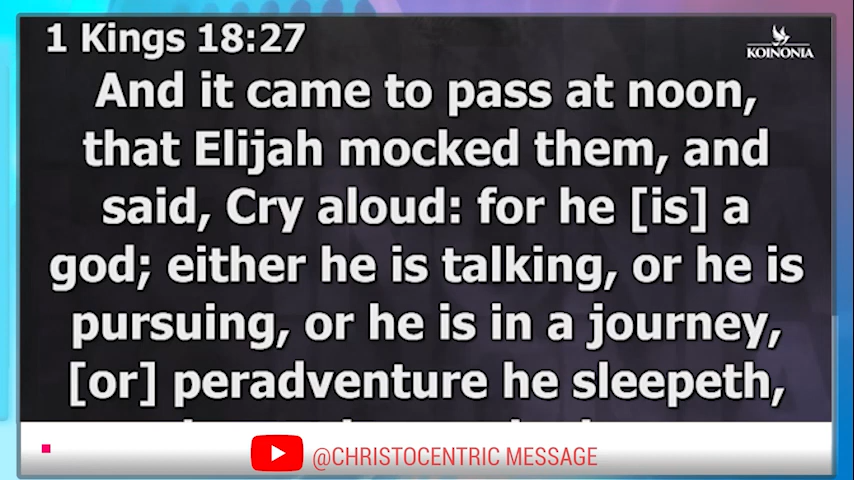 1 Kings 18:27
KOINONIA
And it came to pass at noon,
that Elijah mocked them, and
said, Cry aloud: for he [is] a
god; either he is talking, or he is
pursuing, or he is in a journey,
[or] peradventure he sleepeth,
@CHRISTOCENTRIC MESSAGE